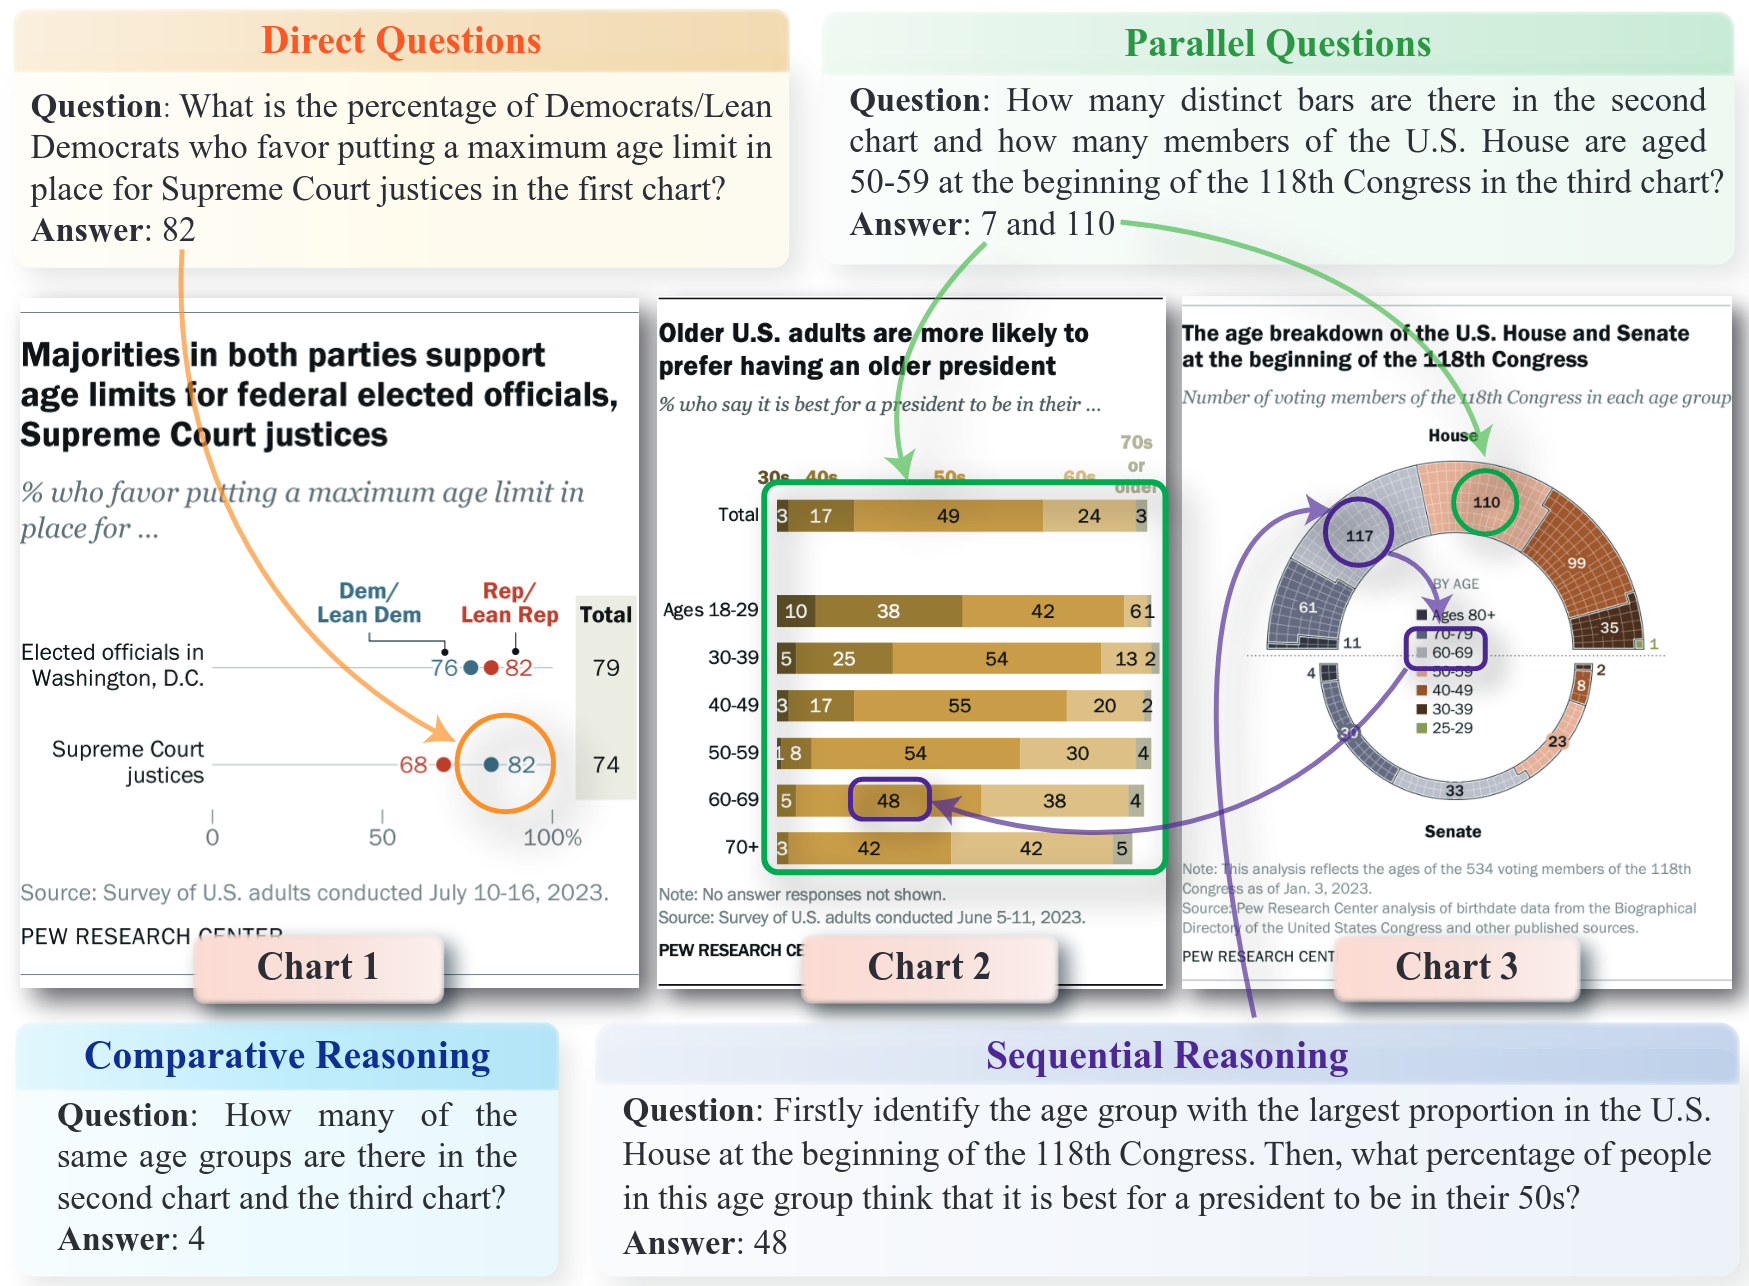 Direct Questions
Question: What is the percentage of Democrats/Lean
Democrats who favor putting a maximum age limit in
place for Supreme Court justices in the first chart?
Answer: 82
Parallel Questions
Question: How many distinct bars are there in the second
chart and how many members of the U.S. House are aged
50-59 at the beginning of the 118th Congress in the third chart?
Answer: 7 and 110
Majorities in both parties support
age limits for federal elected officials,
Supreme Court justices
% who favor putting a maximum age limit in
place for ...
Dem/
Lean Dem
Rep/
Lean Rep
Total
Elected officials in
Washington, D.C.
76
82
79
Supreme Court
justices
68
82
74
0
50
100%
Source: Survey of U.S. adults conducted July 10-16, 2023.
PEW RESEARCH CENTER
Chart 1
Older U.S. adults are more likely to
prefer having an older president
% who say it is best for a president to be in their ...
30s 40s 50s 60s 70s
or
older
Total 3 17 49 24 3
Ages 18-29 10 38 42 6 1
30-39 5 25 54 13 2
40-49 3 17 55 20 2
50-59 1 8 54 30 4
60-69 5 48 38 4
70+ 3 42 42 5
Note: No answer responses not shown.
Source: Survey of U.S. adults conducted June 5-11, 2023.
PEW RESEARCH CE
Chart 2
The age breakdown of the U.S. House and Senate
at the beginning of the 118th Congress
Number of voting members of the 118th Congress in each age group
House
110
117
99
61
35
11
1
BY AGE
Ages 80+
70-79
60-69
50-59
40-49
30-39
25-29
4
2
8
30
23
33
Senate
Note: This analysis reflects the ages of the 534 voting members of the 118th
Congress as of Jan. 3, 2023.
Source: Pew Research Center analysis of birthdate data from the Biographical
Directory of the United States Congress and other published sources.
PEW RESEARCH CENT
Chart 3
Comparative Reasoning
Question: How many of the
same age groups are there in the
second chart and the third chart?
Answer: 4
Sequential Reasoning
Question: Firstly identify the age group with the largest proportion in the U.S.
House at the beginning of the 118th Congress. Then, what percentage of people
in this age group think that it is best for a president to be in their 50s?
Answer: 48